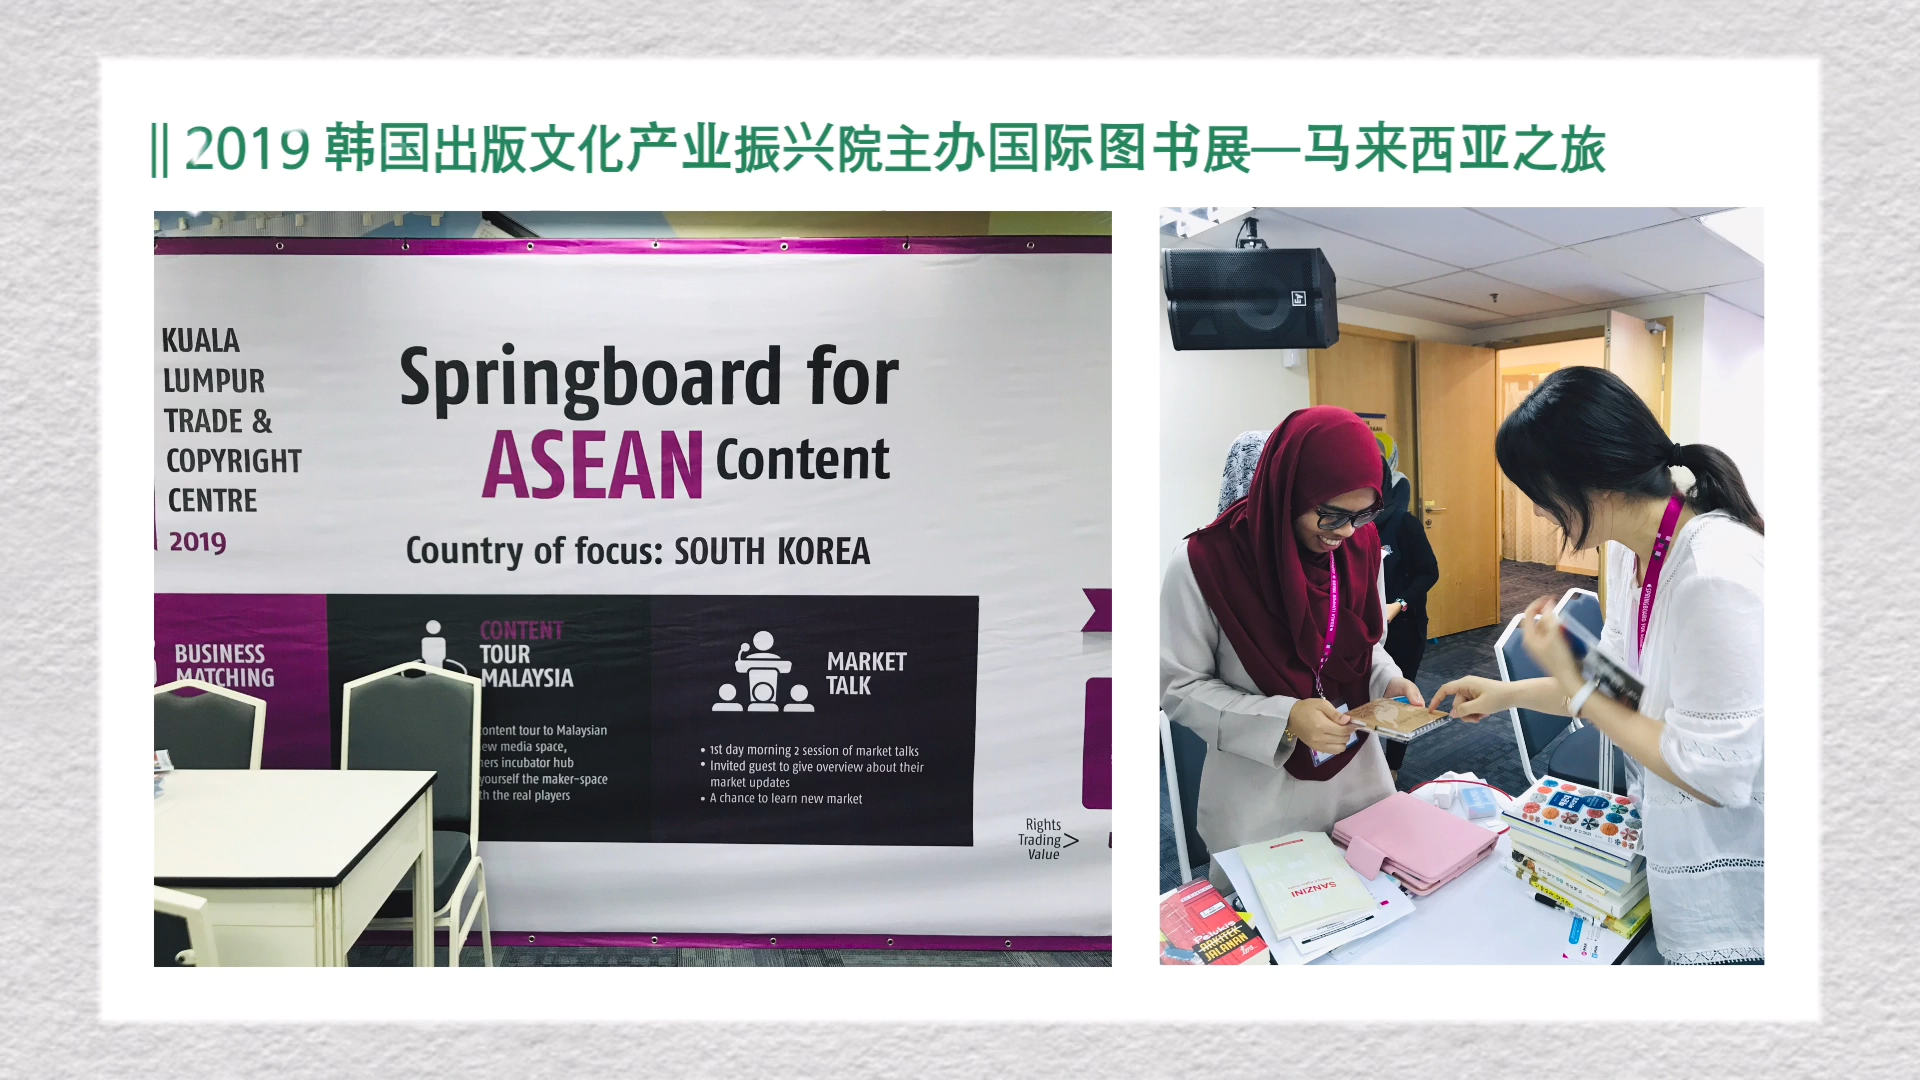 2019 韩国出版文化产业振兴院主办国际图书展—马来西亚之旅
KUALA
LUMPUR
TRADE &
COPYRIGHT
CENTRE
2019
Springboard for
ASEAN Content
Country of focus: SOUTH KOREA
BUSINESS
MATCHING
CONTENT
TOUR
MALAYSIA
content tour to Malaysian
media space,
incubator hub
yourself the maker-space
the real players
MARKET
TALK
• 1st day morning 2 session of market talks
• Invited guest to give overview about their
market updates
• A chance to learn new market
Rights
Trading
Value
SANZINI
ARKITEK
JALANAN